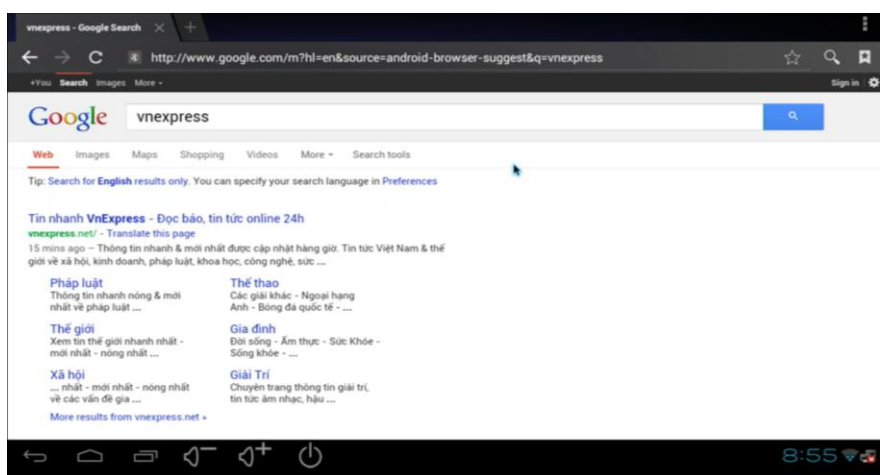 vnexpress - Google Search
http://www.google.com/m?hl=en&source=android-browser-suggest&q=vnexpress
+You Search Images More
Sign in
Google vnexpress
Web Images Maps Shopping Videos More Search tools
Tip: Search for English results only. You can specify your search language in Preferences
Tin nhanh VnExpress - Đọc báo, tin tức online 24h
vnexpress.net/ - Translate this page
15 mins ago – Thông tin nhanh & mới nhất được cập nhật hàng giờ. Tin tức Việt Nam & thế
giới về xã hội, kinh doanh, pháp luật, khoa học, công nghệ, sức ....
Pháp luật
Thông tin nhanh nóng & mới
nhất về pháp luật ....
Thể thao
Các giải khác - Ngoại hạng
Anh - Bóng đá quốc tế - ....
Thế giới
Xem tin thế giới nhanh nhất -
mới nhất - nóng nhất ....
Gia đình
Đời sống - Ẩm thực - Sức Khỏe -
Sống khỏe - ....
Xã hội
.... nhất - mới nhất - nóng nhất
về các vấn đề gia ....
Giải Trí
Chuyên trang thông tin giải trí,
tin tức âm nhạc, hậu ....
More results from vnexpress.net »
8:55